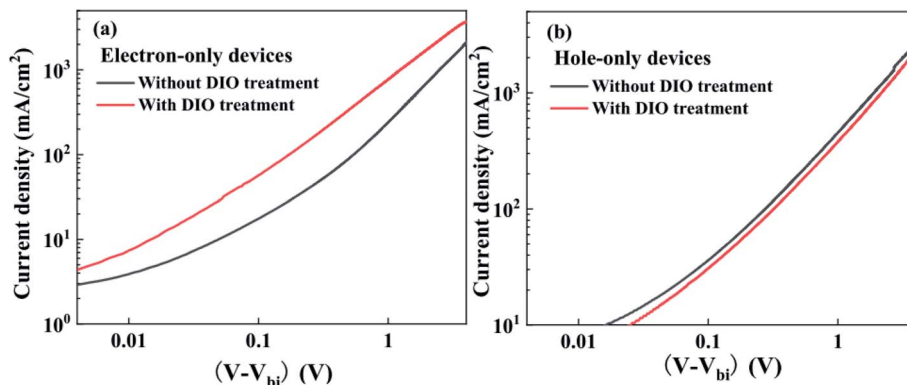 (a)
Electron-only devices
Without DIO treatment
With DIO treatment
Current density (mA/cm²)
10³
10²
10¹
10⁰
0.01 0.1 1
(V-Vbi) (V)
(b)
Hole-only devices
Without DIO treatment
With DIO treatment
Current density (mA/cm²)
10³
10²
10¹
0.01 0.1 1
(V-Vbi) (V)